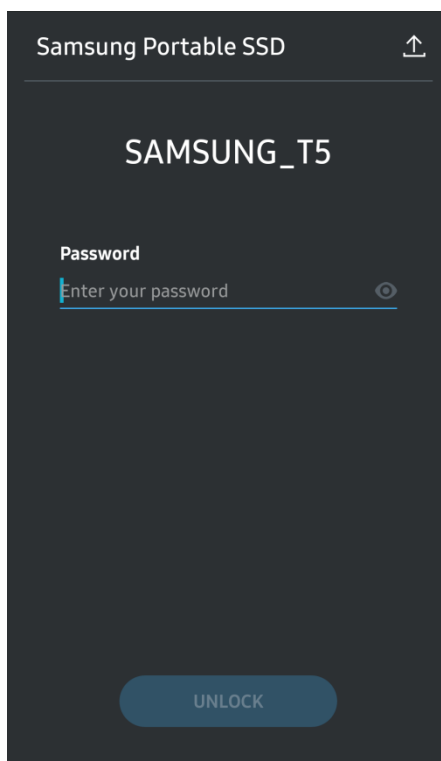 Samsung Portable SSD
SAMSUNG_T5
Password
Enter your password
UNLOCK